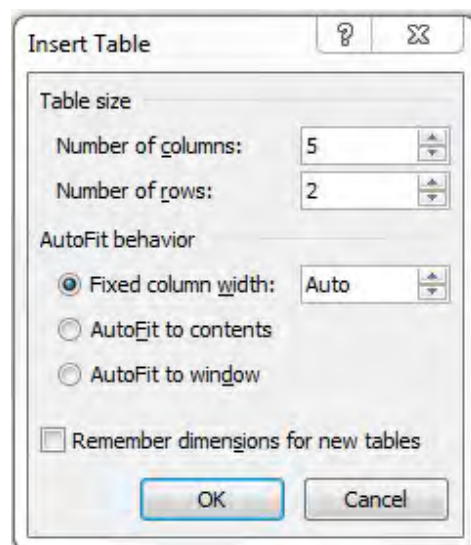 Insert Table
Table size
Number of columns: 5
Number of rows: 2
AutoFit behavior
Fixed column width: Auto
AutoFit to contents
AutoFit to window
Remember dimensions for new tables
OK Cancel